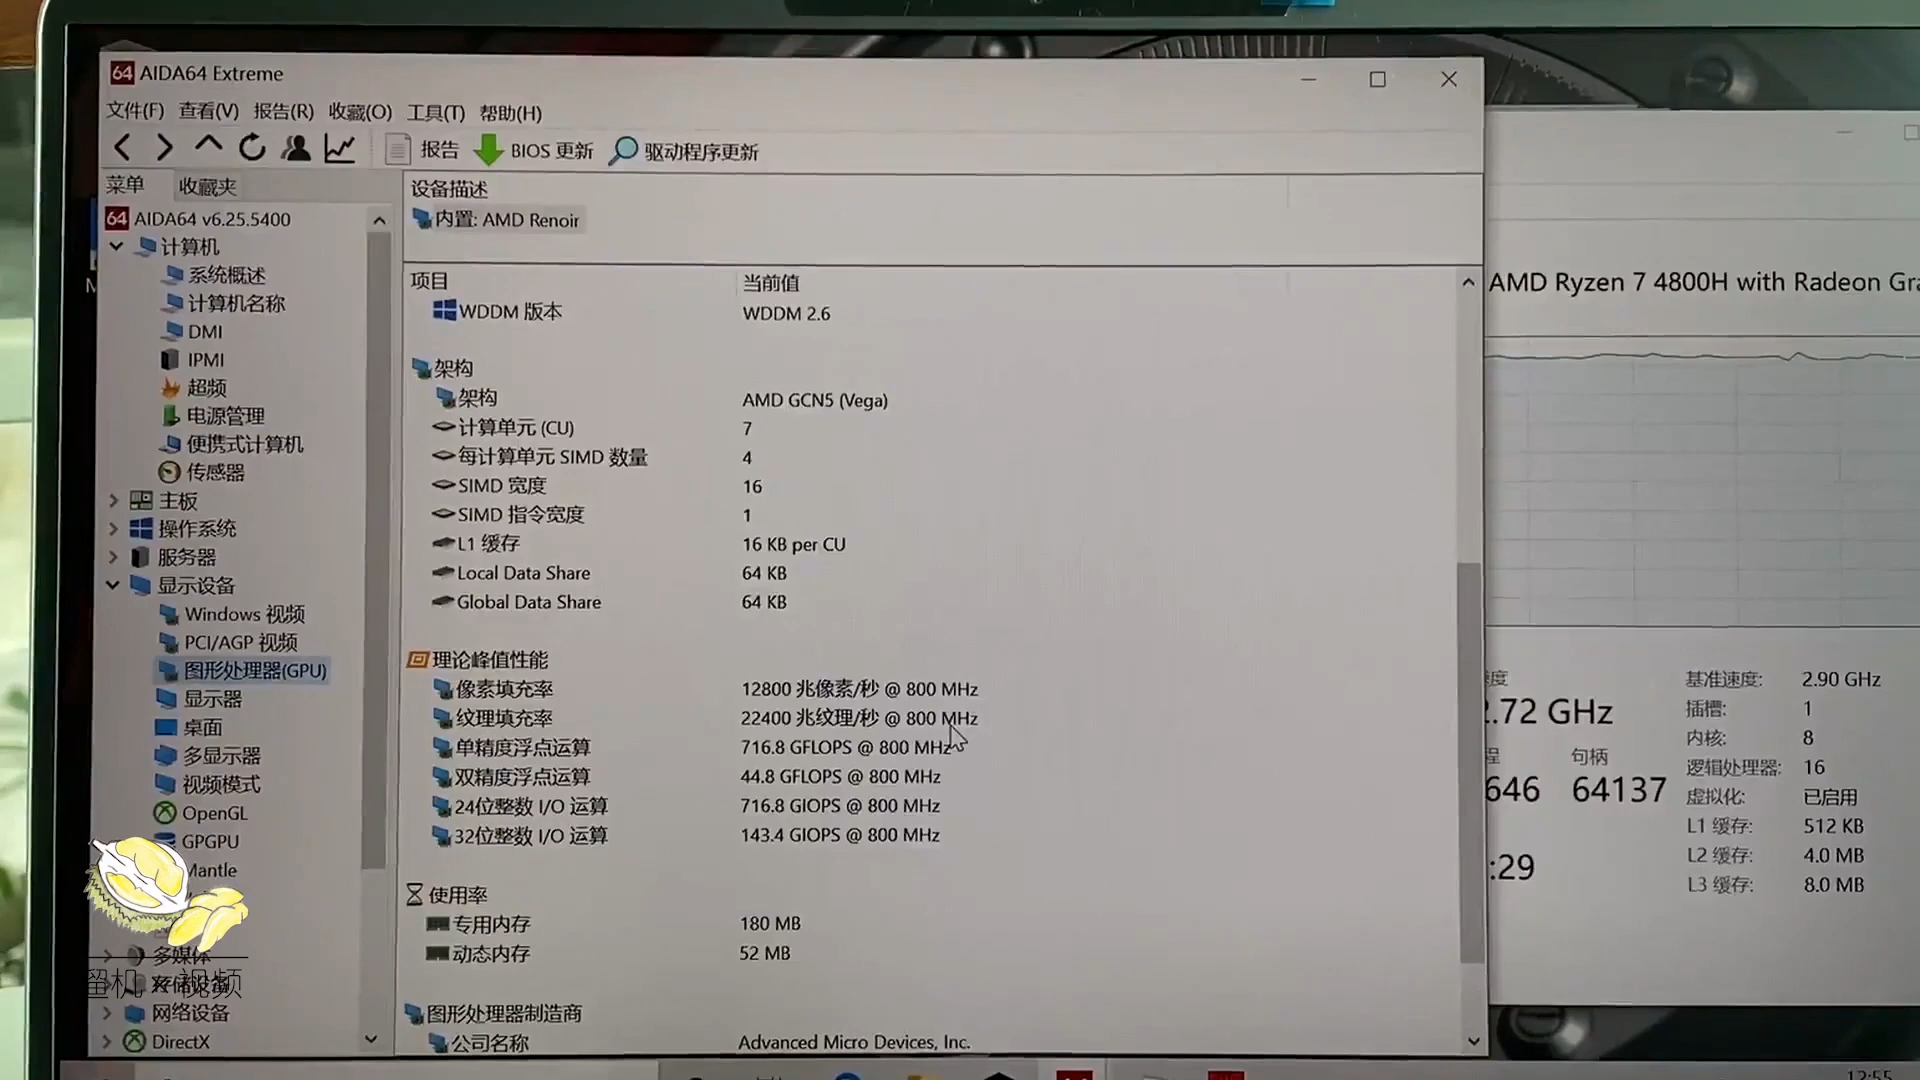 AIDA64 Extreme
文件(F) 查看(V) 报告(R) 收藏(O) 工具(T) 帮助(H)
报告 BIOS 更新 驱动程序更新
菜单 收藏夹
AIDA64 v6.25.5400
计算机
系统概述
计算机名称
DMI
IPMI
超频
电源管理
便携式计算机
传感器
主板
操作系统
服务器
显示设备
Windows 视频
PCI/AGP 视频
图形处理器(GPU)
显示器
桌面
多显示器
视频模式
OpenGL
GPGPU
Mantle
多媒体
网络设备
DirectX
设备描述
内置: AMD Renoir
项目 当前值
WDDM 版本 WDDM 2.6
架构
架构 AMD GCN5 (Vega)
计算单元 (CU) 7
每计算单元 SIMD 数量 4
SIMD 宽度 16
SIMD 指令宽度 1
L1 缓存 16 KB per CU
Local Data Share 64 KB
Global Data Share 64 KB
理论峰值性能
像素填充率 12800 兆像素/秒 @ 800 MHz
纹理填充率 22400 兆纹理/秒 @ 800 MHz
单精度浮点运算 716.8 GFLOPS @ 800 MHz
双精度浮点运算 44.8 GFLOPS @ 800 MHz
24位整数 I/O 运算 716.8 GIOPS @ 800 MHz
32位整数 I/O 运算 143.4 GIOPS @ 800 MHz
使用率
专用内存 180 MB
动态内存 52 MB
图形处理器制造商
公司名称 Advanced Micro Devices, Inc.
AMD Ryzen 7 4800H with Radeon Gra
度
.72 GHz
程 句柄
646 64137
:29
基准速度: 2.90 GHz
插槽: 1
内核: 8
逻辑处理器: 16
虚拟化: 已启用
L1 缓存: 512 KB
L2 缓存: 4.0 MB
L3 缓存: 8.0 MB
视频
12:55